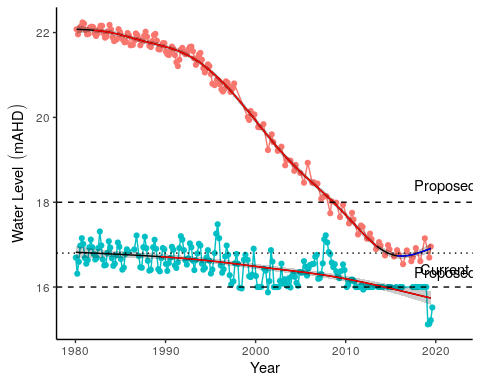 22
20
18
16
Water Level (mAHD)
Proposed
Current
Proposed
1980
1990
2000
2010
2020
Year